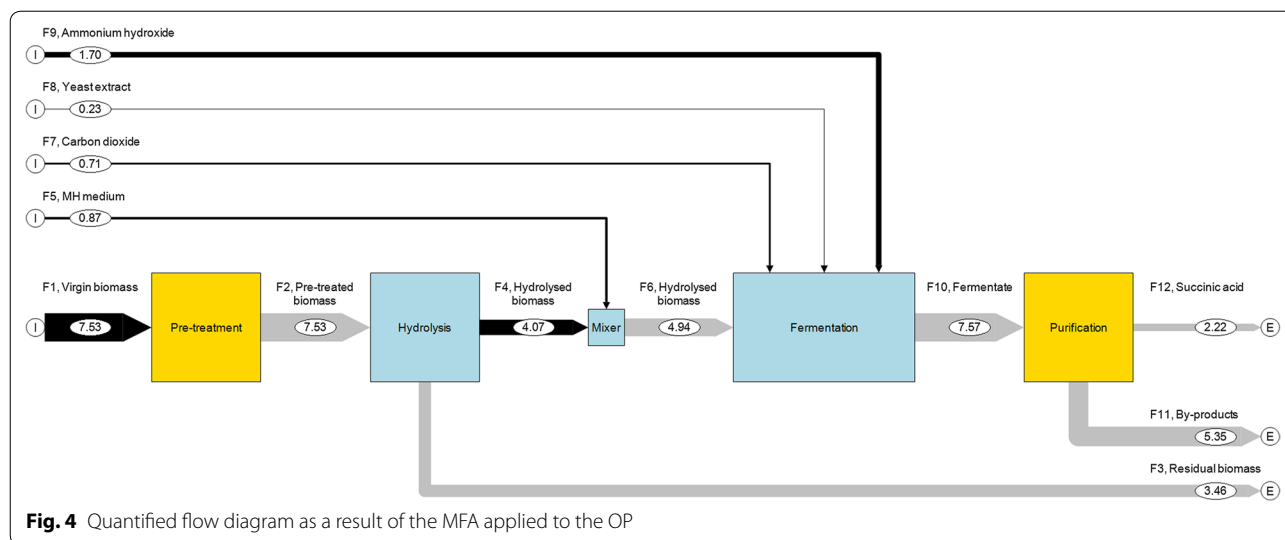 F9, Ammonium hydroxide
I 1.70
F8, Yeast extract
I 0.23
F7, Carbon dioxide
I 0.71
F5, MH medium
I 0.87
F1, Virgin biomass
F2, Pre-treated
biomass
F4, Hydrolysed
biomass
F6, Hydrolysed
biomass
F10, Fermentate
F12, Succinic acid
I 7.53 Pre-treatment 7.53 Hydrolysis 4.07 Mixer 4.94 Fermentation 7.57 Purification 2.22 E
F11, By-products
5.35 E
F3, Residual biomass
3.46 E
Fig. 4 Quantified flow diagram as a result of the MFA applied to the OP